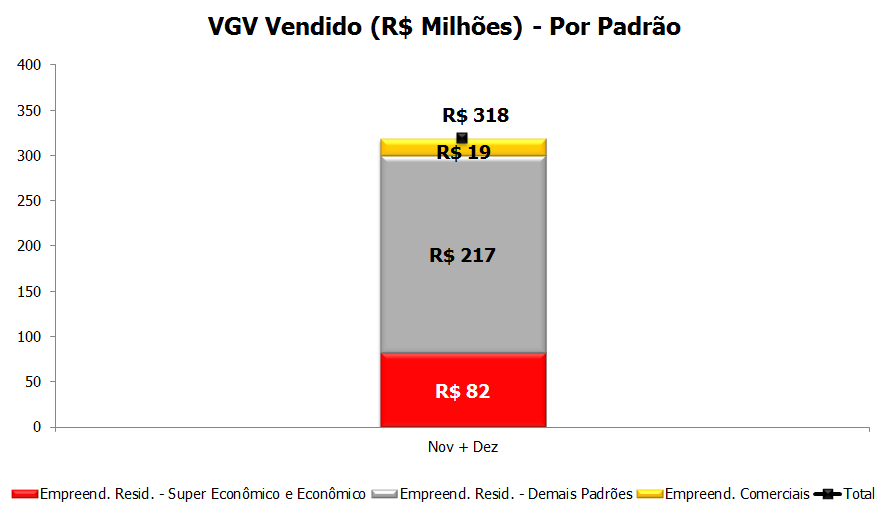 VGV Vendido (R$ Milhões) - Por Padrão
400
350
300
250
200
150
100
50
0
R$ 318
R$ 19
R$ 217
R$ 82
Nov + Dez
Empreend. Resid. - Super Econômico e Econômico Empreend. Resid. - Demais Padrões Empreend. Comerciais Total